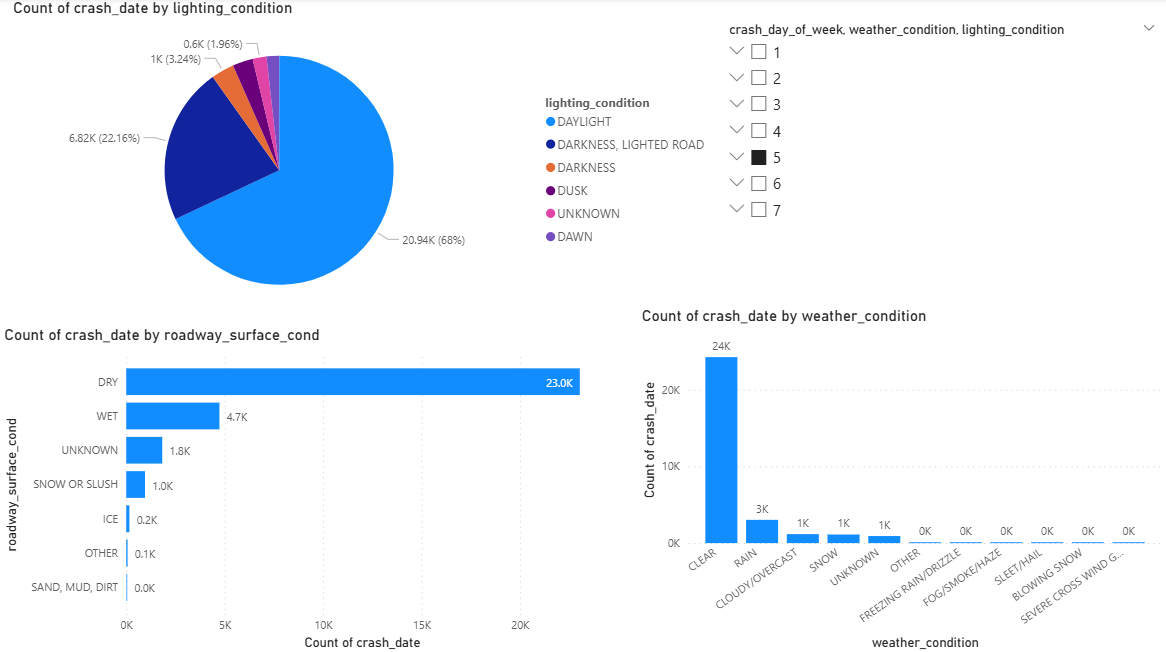 Count of crash_date by lighting_condition
0.6K (1.96%)
1K (3.24%)
6.82K (22.16%)
20.94K (68%)
lighting_condition
DAYLIGHT
DARKNESS, LIGHTED ROAD
DARKNESS
DUSK
UNKNOWN
DAWN
crash_day_of_week, weather_condition, lighting_condition
1
2
3
4
5
6
7
Count of crash_date by roadway_surface_cond
roadway_surface_cond
DRY
23.0K
WET
4.7K
UNKNOWN
1.8K
SNOW OR SLUSH
1.0K
ICE
0.2K
OTHER
0.1K
SAND, MUD, DIRT
0.0K
0K
5K
10K
15K
20K
Count of crash_date
Count of crash_date by weather_condition
Count of crash_date
20K
10K
0K
24K
3K
1K
1K
1K
0K
0K
0K
0K
0K
0K
CLEAR
RAIN
CLOUDY/OVERCAST
SNOW
UNKNOWN
OTHER
FREEZING RAIN/DRIZZLE
FOG/SMOKE/HAZE
SLEET/HAIL
BLOWING SNOW
SEVERE CROSS WIND G...
weather_condition